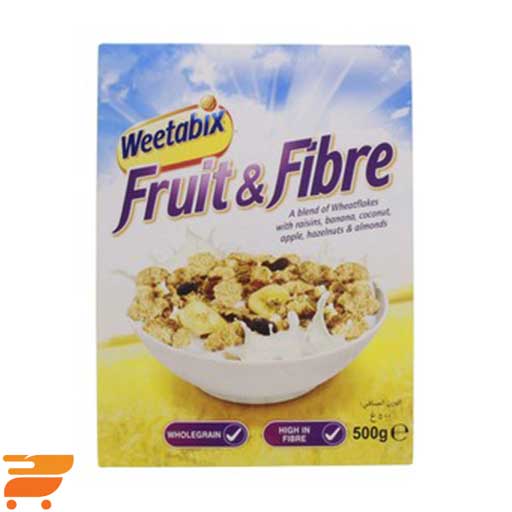 Weetabix
Fruit & Fibre
A blend of Wheatflakes
with raisins, banana, coconut,
apple, hazelnuts & almonds
WHOLEGRAIN
HIGH IN
FIBRE
الوزن الصافي:
٥٠٠ غ
500g e